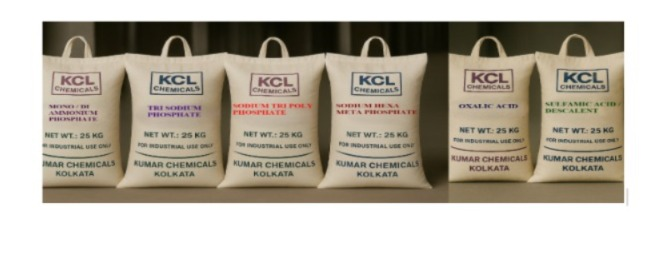 KCL
CHEMICALS
MONO / DI
AMMONIUM
PHOSPHATE
NET WT.: 25 KG
FOR INDUSTRIAL USE ONLY
KUMAR CHEMICALS
KOLKATA
KCL
CHEMICALS
TRI SODIUM
PHOSPHATE
NET WT.: 25 KG
FOR INDUSTRIAL USE ONLY
KUMAR CHEMICALS
KOLKATA
KCL
CHEMICALS
SODIUM TRI POLY
PHOSPHATE
NET WT.: 25 KG
FOR INDUSTRIAL USE ONLY
KUMAR CHEMICALS
KOLKATA
KCL
CHEMICALS
SODIUM HEXA
META PHOSPHATE
NET WT.: 25 KG
FOR INDUSTRIAL USE ONLY
KUMAR CHEMICALS
KOLKATA
KCL
CHEMICALS
OXALIC ACID
NET WT.: 25 KG
FOR INDUSTRIAL USE ONLY
KUMAR CHEMICALS
KOLKATA
KCL
CHEMICALS
SULFAMIC ACID /
DESCALENT
NET WT.: 25 KG
FOR INDUSTRIAL USE ONLY
KUMAR CHEMICALS
KOLKATA